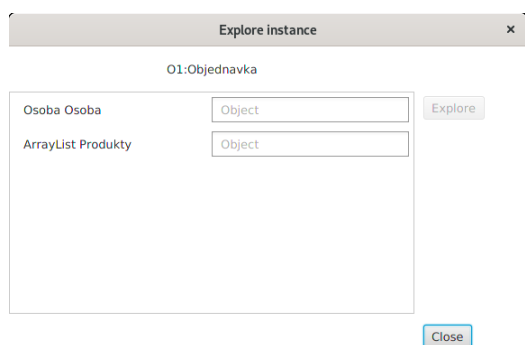 Explore instance ×
O1:Objednavka
Osoba Osoba Object Explore
ArrayList Produkty Object
Close